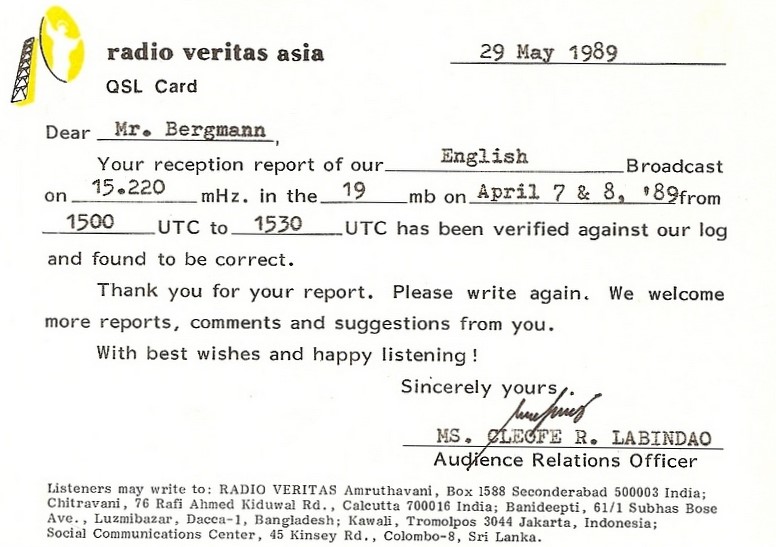 radio veritas asia
29 May 1989
QSL Card
Dear Mr. Bergmann,
Your reception report of our English Broadcast
on 15.220 mHz. in the 19 mb on April 7 & 8, '89 from
1500 UTC to 1530 UTC has been verified against our log
and found to be correct.
Thank you for your report. Please write again. We welcome
more reports, comments and suggestions from you.
With best wishes and happy listening!
Sincerely yours,
MS. CLEOFE R. LABINDAO
Audience Relations Officer
Listeners may write to: RADIO VERITAS Amruthavani, Box 1588 Seconderabad 500003 India;
Chitravani, 76 Rafi Ahmed Kiduwal Rd., Calcutta 700016 India; Banideepti, 61/1 Subhas Bose
Ave., Luzmibazar, Dacca-1, Bangladesh; Kawali, Tromolpos 3044 Jakarta, Indonesia;
Social Communications Center, 45 Kinsey Rd., Colombo-8, Sri Lanka.